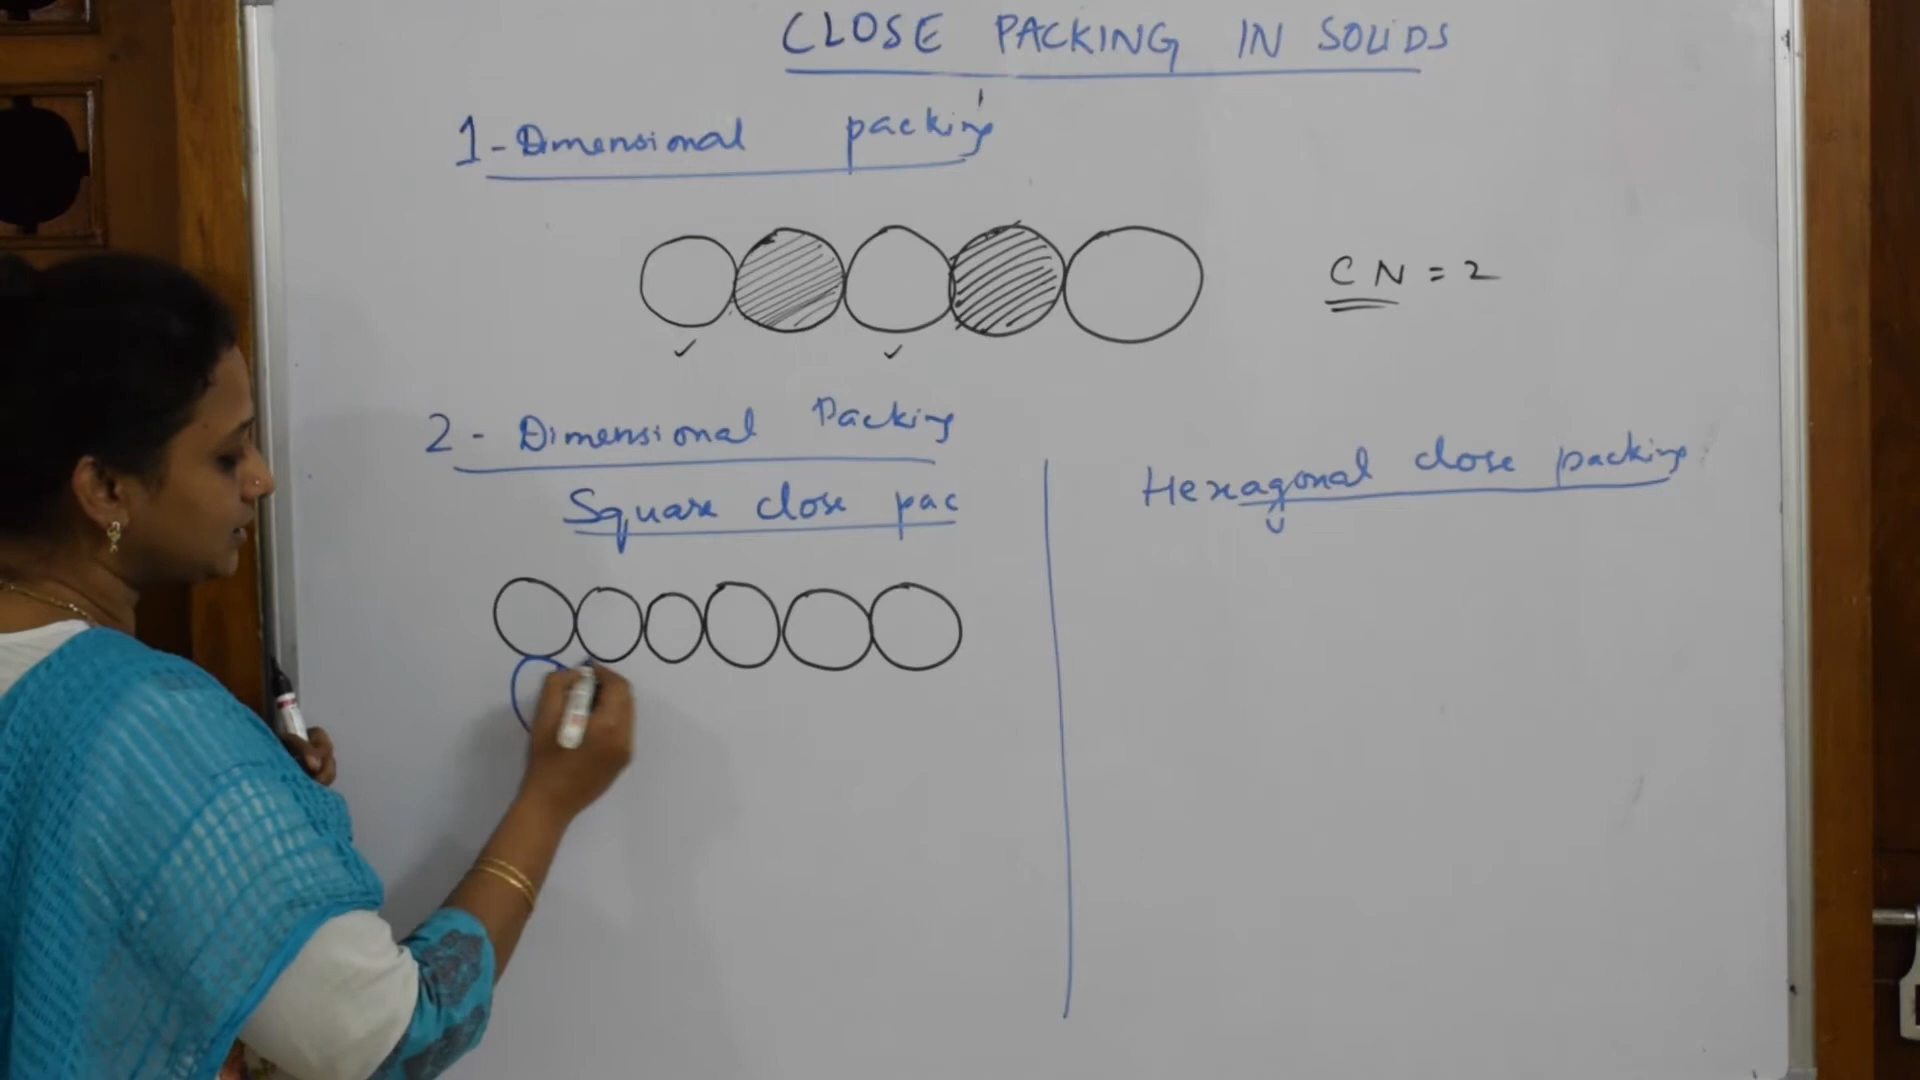 CLOSE PACKING IN SOLIDS
1-Dimensional packing
CN = 2
2 - Dimensional Packing
Square close pac
Hexagonal close packing